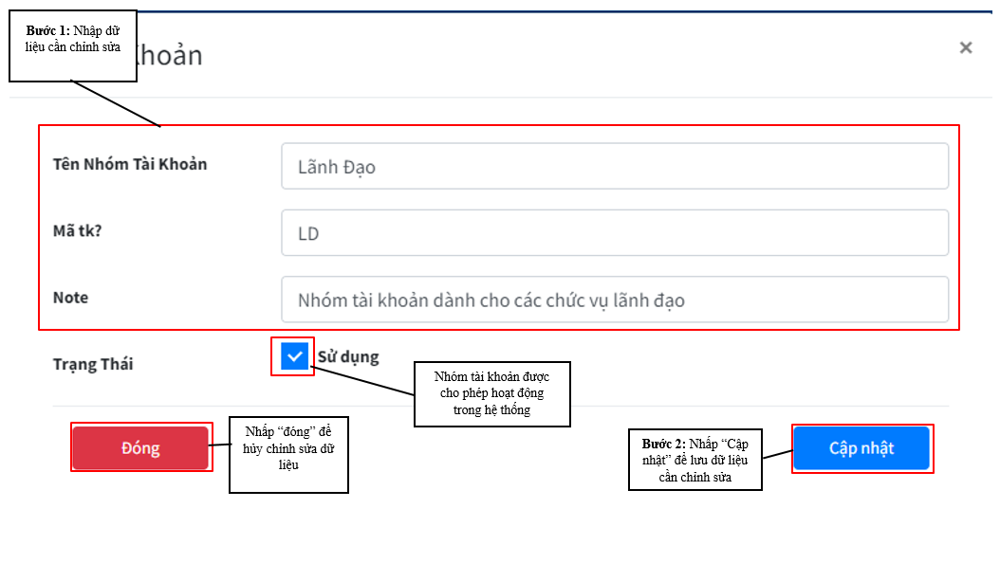 Bước 1: Nhập dữ
liệu cần chỉnh sửa
Khoản
×
Tên Nhóm Tài Khoản
Lãnh Đạo
Mã tk?
LD
Note
Nhóm tài khoản dành cho các chức vụ lãnh đạo
Trạng Thái
Sử dụng
Nhóm tài khoản được
cho phép hoạt động
trong hệ thống
Đóng
Nhấp “đóng” để
hủy chỉnh sửa dữ
liệu
Bước 2: Nhấp “Cập
nhật” để lưu dữ liệu
cần chỉnh sửa
Cập nhật